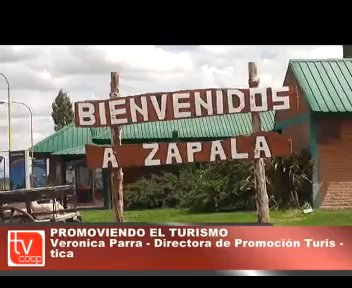 BIENVENIDOS
A ZAPALA
PROMOVIENDO EL TURISMO
Veronica Parra - Directora de Promoción Turis -
tica
tv
coop